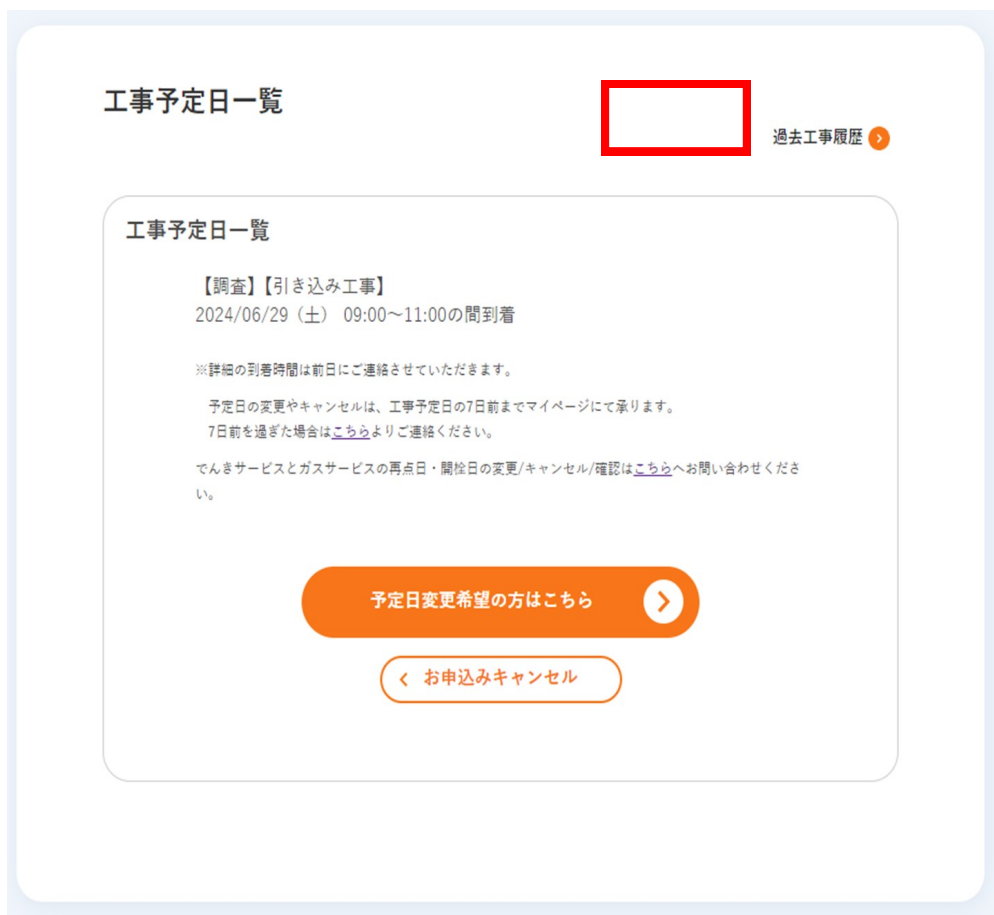 工事予定日一覧
過去工事履歴
工事予定日一覧
【調査】【引き込み工事】
2024/06/29（土） 09:00～11:00の間到着
※詳細の到着時間は前日にご連絡させていただきます。
予定日の変更やキャンセルは、工事予定日の7日前までマイページにて承ります。
7日前を過ぎた場合はこちらよりご連絡ください。
でんきサービスとガスサービスの再点日・開栓日の変更/キャンセル/確認はこちらへお問い合わせくださ
い。
予定日変更希望の方はこちら
お申込みキャンセル